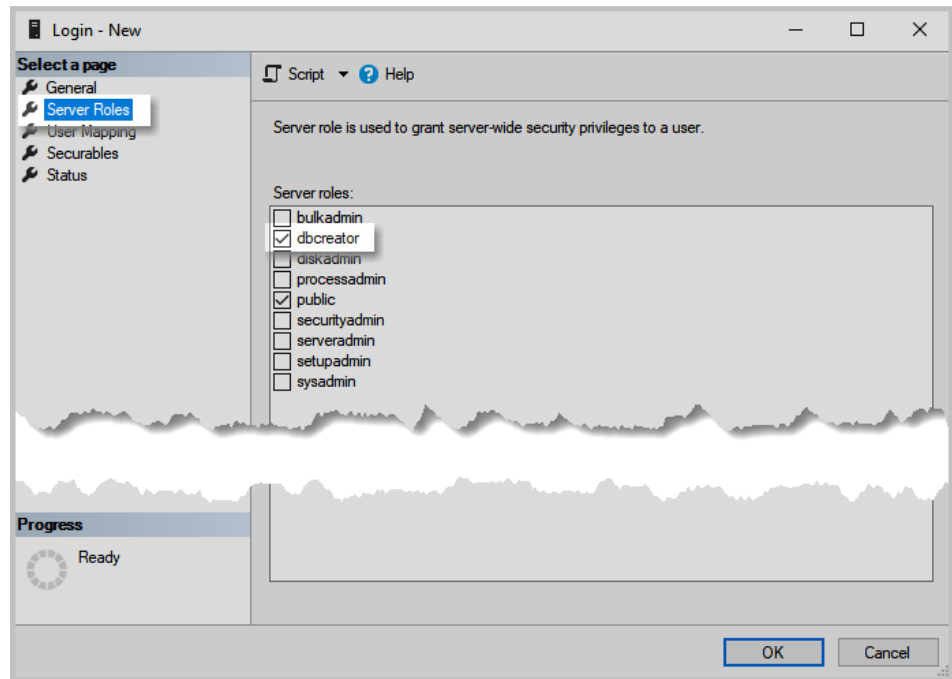 Login - New
Select a page
General
Server Roles
User Mapping
Securables
Status
Script Help
Server role is used to grant server-wide security privileges to a user.
Server roles:
bulkadmin
dbcreator
diskadmin
processadmin
public
securityadmin
serveradmin
setupadmin
sysadmin
Progress
Ready
OK Cancel